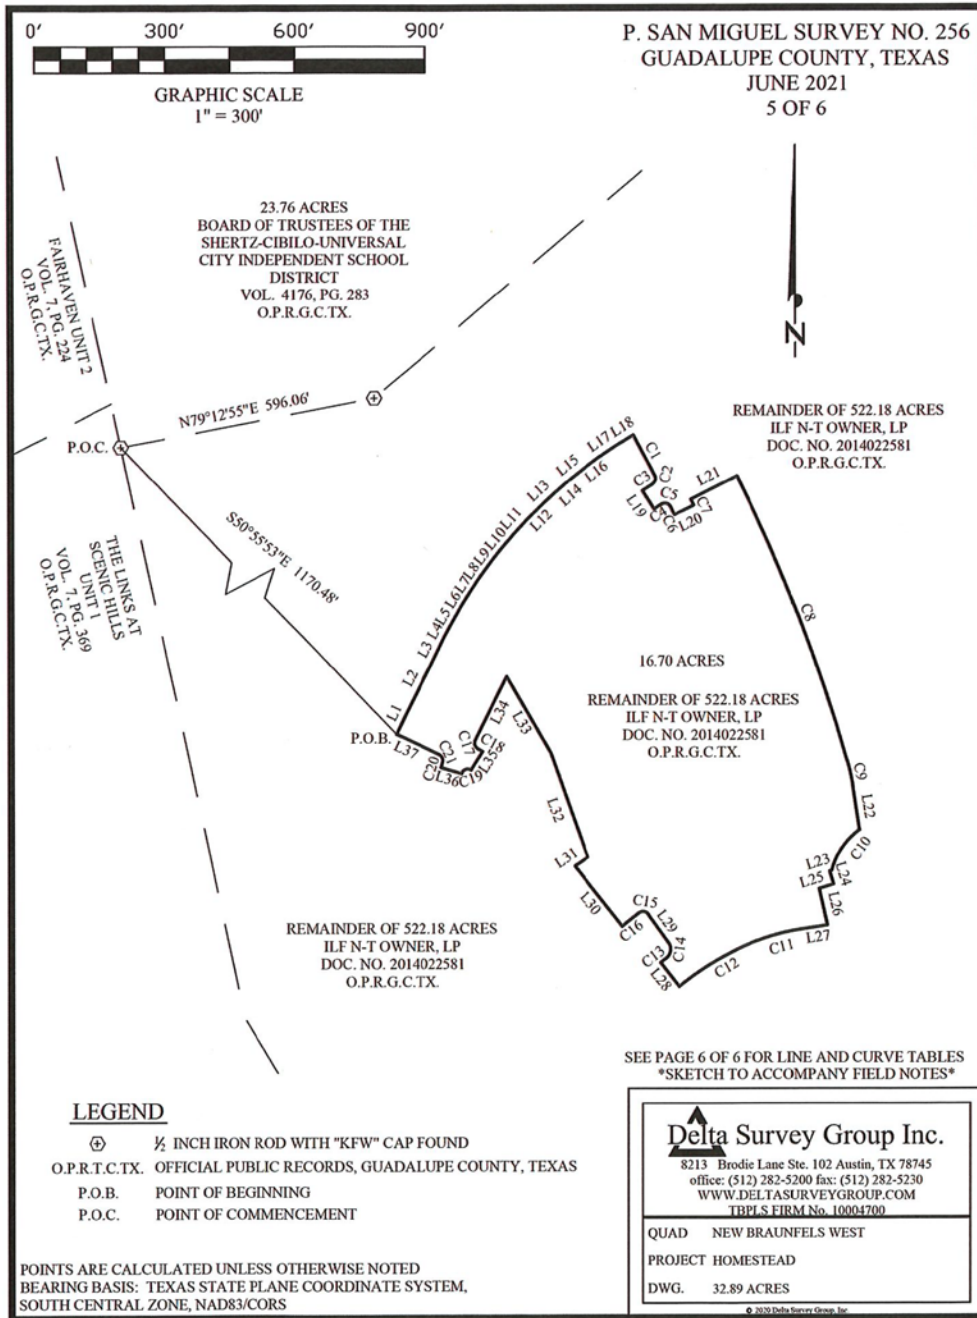 0' 300' 600' 900'
GRAPHIC SCALE
1" = 300'
P. SAN MIGUEL SURVEY NO. 256
GUADALUPE COUNTY, TEXAS
JUNE 2021
5 OF 6
N
23.76 ACRES
BOARD OF TRUSTEES OF THE
SHERTZ-CIBILO-UNIVERSAL
CITY INDEPENDENT SCHOOL
DISTRICT
VOL. 4176, PG. 283
O.P.R.G.C.TX.
FAIRHAVEN UNIT 2
VOL. 7, PG. 224
O.P.R.G.C.TX.
N79°12'55"E 596.06'
P.O.C.
REMAINDER OF 522.18 ACRES
ILF N-T OWNER, LP
DOC. NO. 2014022581
O.P.R.G.C.TX.
S50°55'53"E 1170.48'
THE LINKS AT
SCENIC HILLS
UNIT 1
VOL. 7, PG. 369
O.P.R.G.C.TX.
P.O.B.
L1
L2
L3
L4
L5
L6
L7
L8
L9
L10
L11
L12
L13
L14
L15
L16
L17
L18
C1
C2
C3
L19
C4
C5
C6
L20
C7
L21
C8
C9
L22
C10
L23
L24
L25
L26
L27
C11
C12
L28
C13
C14
L29
C15
C16
L30
L31
L32
L33
L34
C17
C18
L35
C19
L36
C20
C21
L37
16.70 ACRES
REMAINDER OF 522.18 ACRES
ILF N-T OWNER, LP
DOC. NO. 2014022581
O.P.R.G.C.TX.
REMAINDER OF 522.18 ACRES
ILF N-T OWNER, LP
DOC. NO. 2014022581
O.P.R.G.C.TX.
SEE PAGE 6 OF 6 FOR LINE AND CURVE TABLES
*SKETCH TO ACCOMPANY FIELD NOTES*
LEGEND
½ INCH IRON ROD WITH "KFW" CAP FOUND
O.P.R.T.C.TX. OFFICIAL PUBLIC RECORDS, GUADALUPE COUNTY, TEXAS
P.O.B. POINT OF BEGINNING
P.O.C. POINT OF COMMENCEMENT
POINTS ARE CALCULATED UNLESS OTHERWISE NOTED
BEARING BASIS: TEXAS STATE PLANE COORDINATE SYSTEM,
SOUTH CENTRAL ZONE, NAD83/CORS
Delta Survey Group Inc.
8213 Brodie Lane Ste. 102 Austin, TX 78745
office: (512) 282-5200 fax: (512) 282-5230
WWW.DELTASURVEYGROUP.COM
TBPLS FIRM No. 10004700
QUAD NEW BRAUNFELS WEST
PROJECT HOMESTEAD
DWG. 32.89 ACRES
© 2020 Delta Survey Group, Inc.